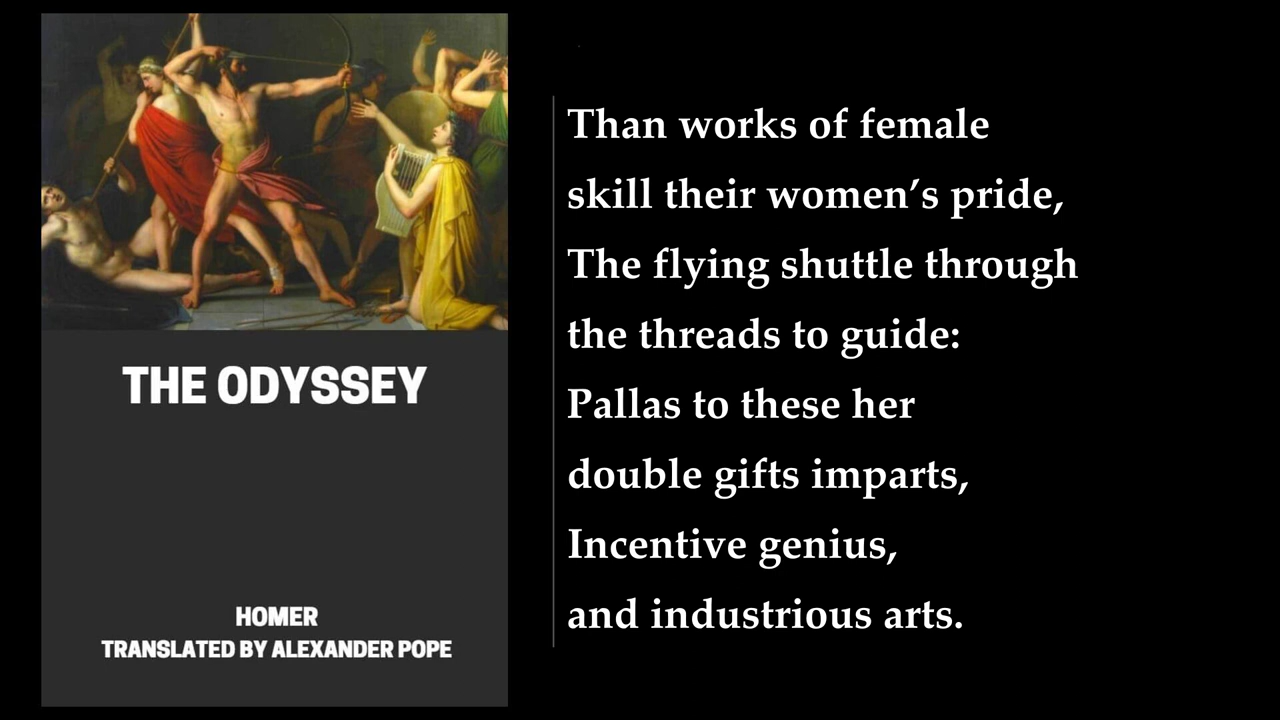 THE ODYSSEY
HOMER
TRANSLATED BY ALEXANDER POPE
Than works of female
skill their women’s pride,
The flying shuttle through
the threads to guide:
Pallas to these her
double gifts imparts,
Incentive genius,
and industrious arts.